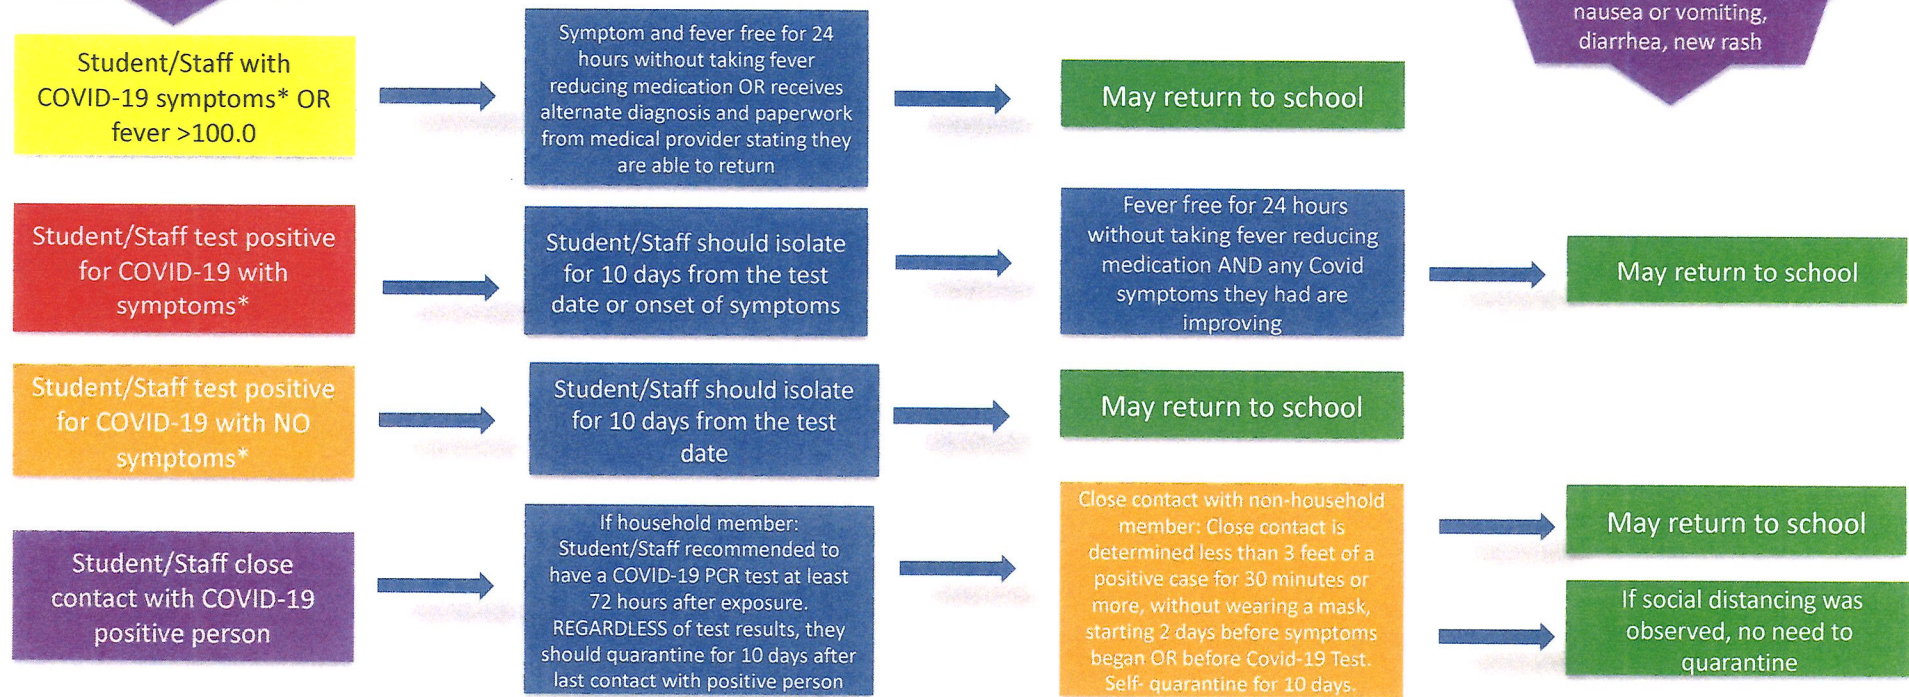 nausea or vomiting,
diarrhea, new rash
Student/Staff with
COVID-19 symptoms* OR
fever >100.0
Symptom and fever free for 24
hours without taking fever
reducing medication OR receives
alternate diagnosis and paperwork
from medical provider stating they
are able to return
May return to school
Student/Staff test positive
for COVID-19 with
symptoms*
Student/Staff should isolate
for 10 days from the test
date or onset of symptoms
Fever free for 24 hours
without taking fever reducing
medication AND any Covid
symptoms they had are
improving
May return to school
Student/Staff test positive
for COVID-19 with NO
symptoms*
Student/Staff should isolate
for 10 days from the test
date
May return to school
Student/Staff close
contact with COVID-19
positive person
If household member:
Student/Staff recommended to
have a COVID-19 PCR test at least
72 hours after exposure.
REGARDLESS of test results, they
should quarantine for 10 days after
last contact with positive person
Close contact with non-household
member: Close contact is
determined less than 3 feet of a
positive case for 30 minutes or
more, without wearing a mask,
starting 2 days before symptoms
began OR before Covid-19 Test.
Self- quarantine for 10 days.
May return to school
If social distancing was
observed, no need to
quarantine